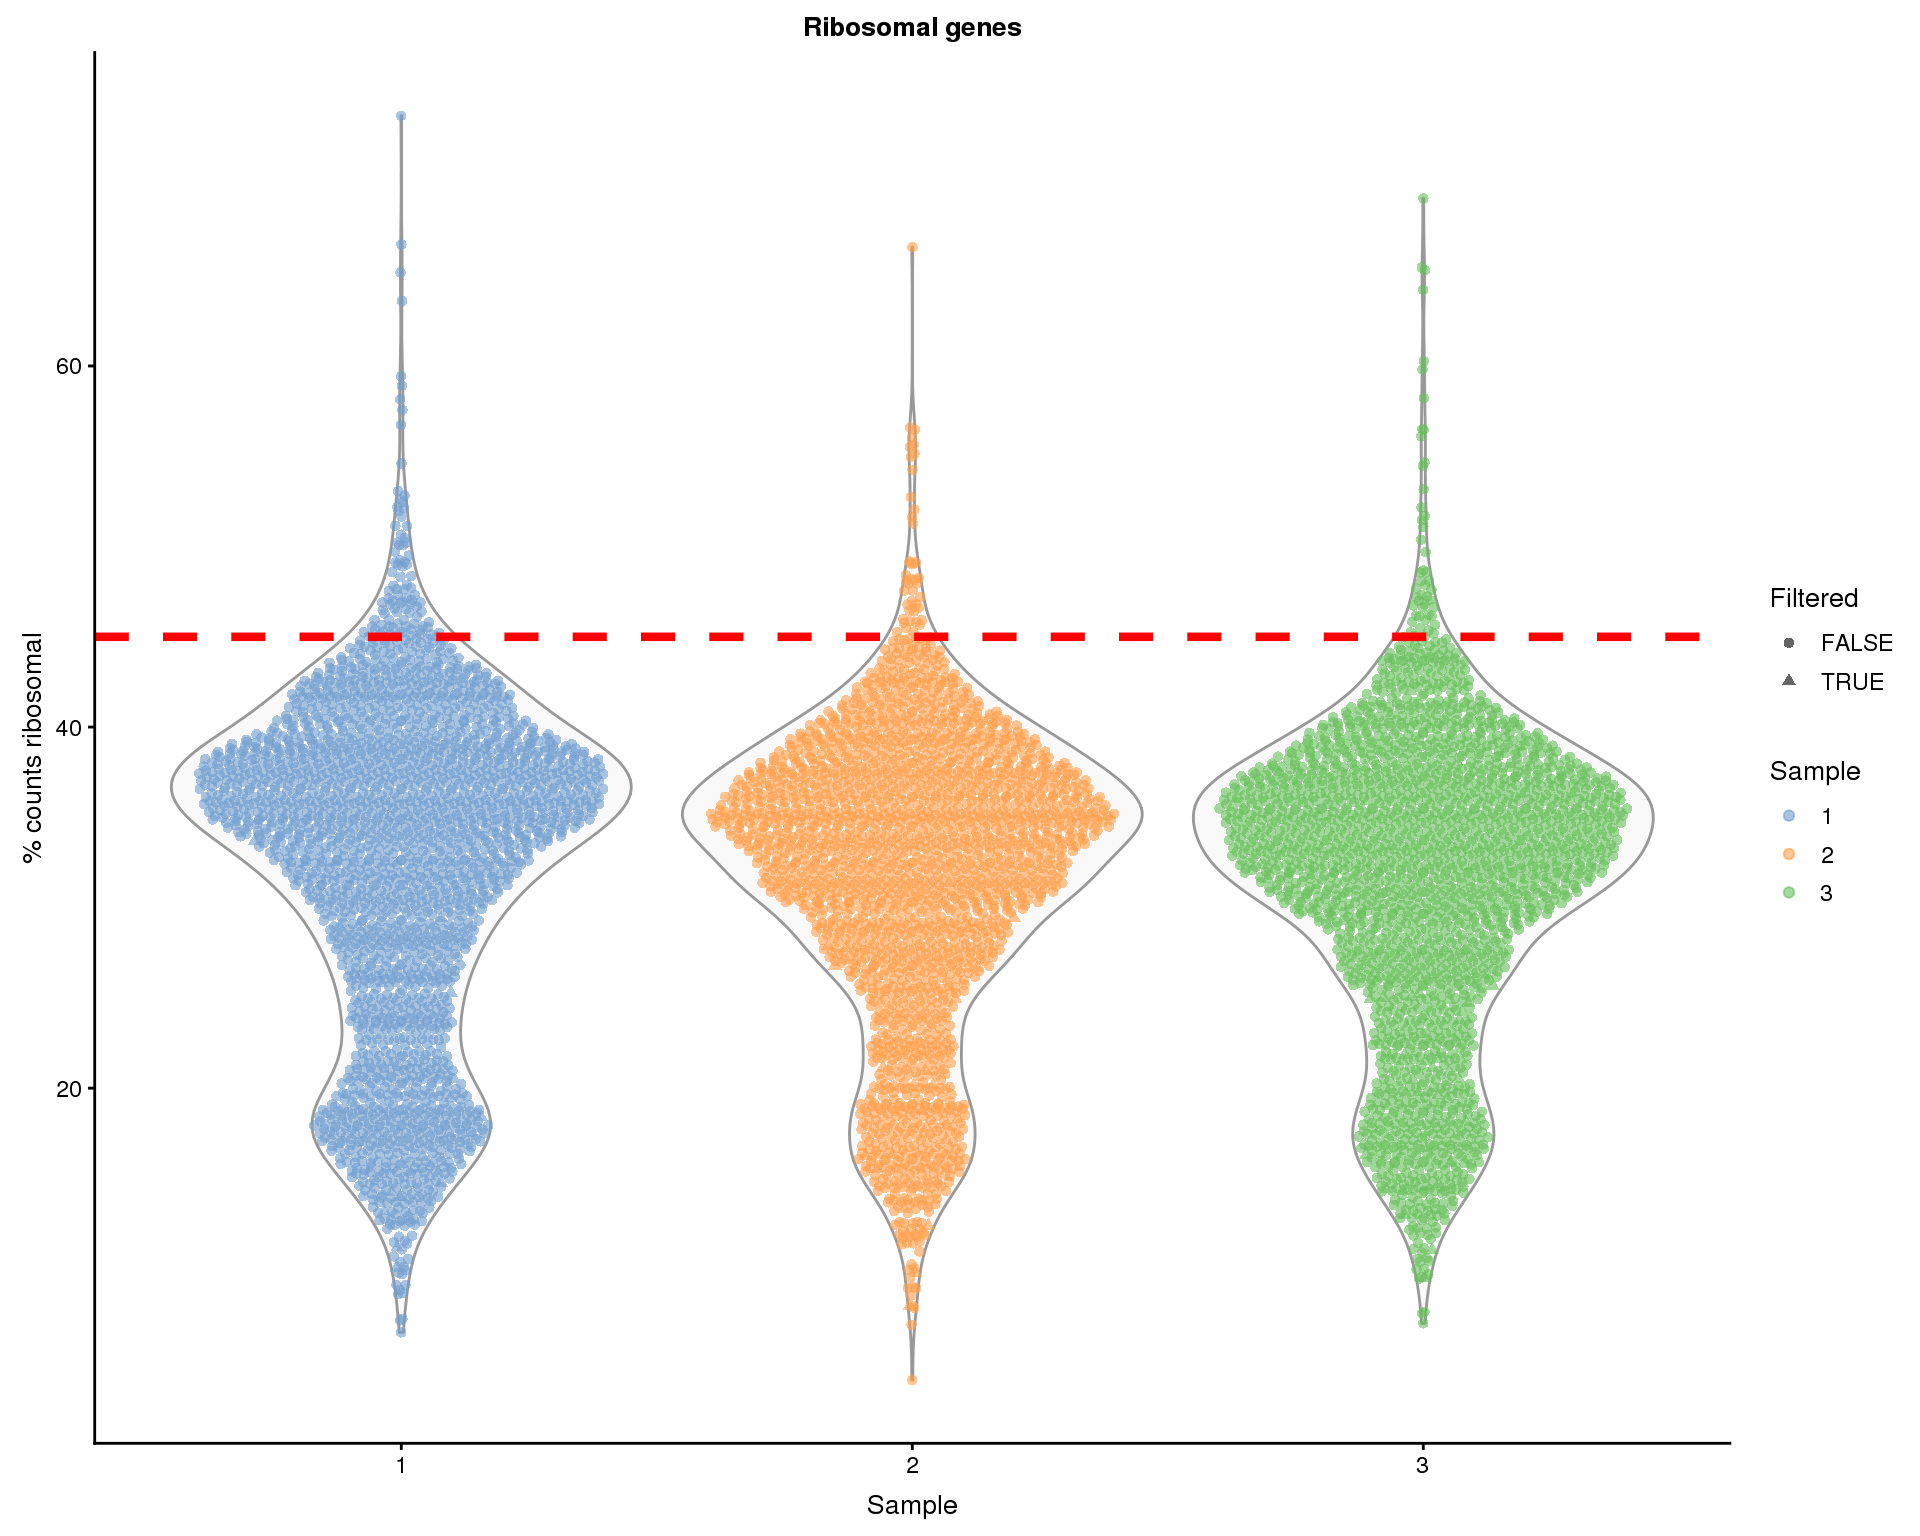 Ribosomal genes
% counts ribosomal
60
40
20
1
2
3
Sample
Filtered
FALSE
TRUE
Sample
1
2
3